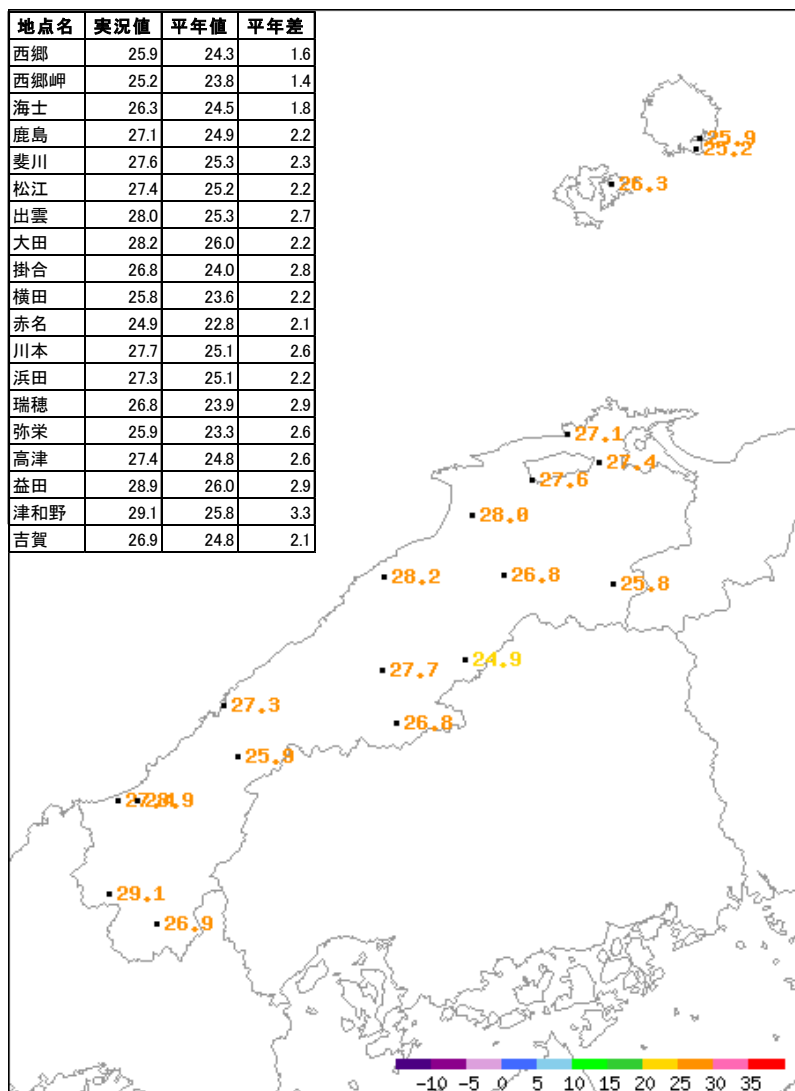 地点名 実況値 平年値 平年差
西郷 25.9 24.3 1.6
西郷岬 25.2 23.8 1.4
海士 26.3 24.5 1.8
鹿島 27.1 24.9 2.2
斐川 27.6 25.3 2.3
松江 27.4 25.2 2.2
出雲 28.0 25.3 2.7
大田 28.2 26.0 2.2
掛合 26.8 24.0 2.8
横田 25.8 23.6 2.2
赤名 24.9 22.8 2.1
川本 27.7 25.1 2.6
浜田 27.3 25.1 2.2
瑞穂 26.8 23.9 2.9
弥栄 25.9 23.3 2.6
高津 27.4 24.8 2.6
益田 28.9 26.0 2.9
津和野 29.1 25.8 3.3
吉賀 26.9 24.8 2.1
25.9
25.2
26.3
27.1
27.4
27.6
28.0
28.2
26.8
25.8
24.9
27.7
27.3
26.8
25.9
27.4
28.9
29.1
26.9
-10 -5 0 5 10 15 20 25 30 35